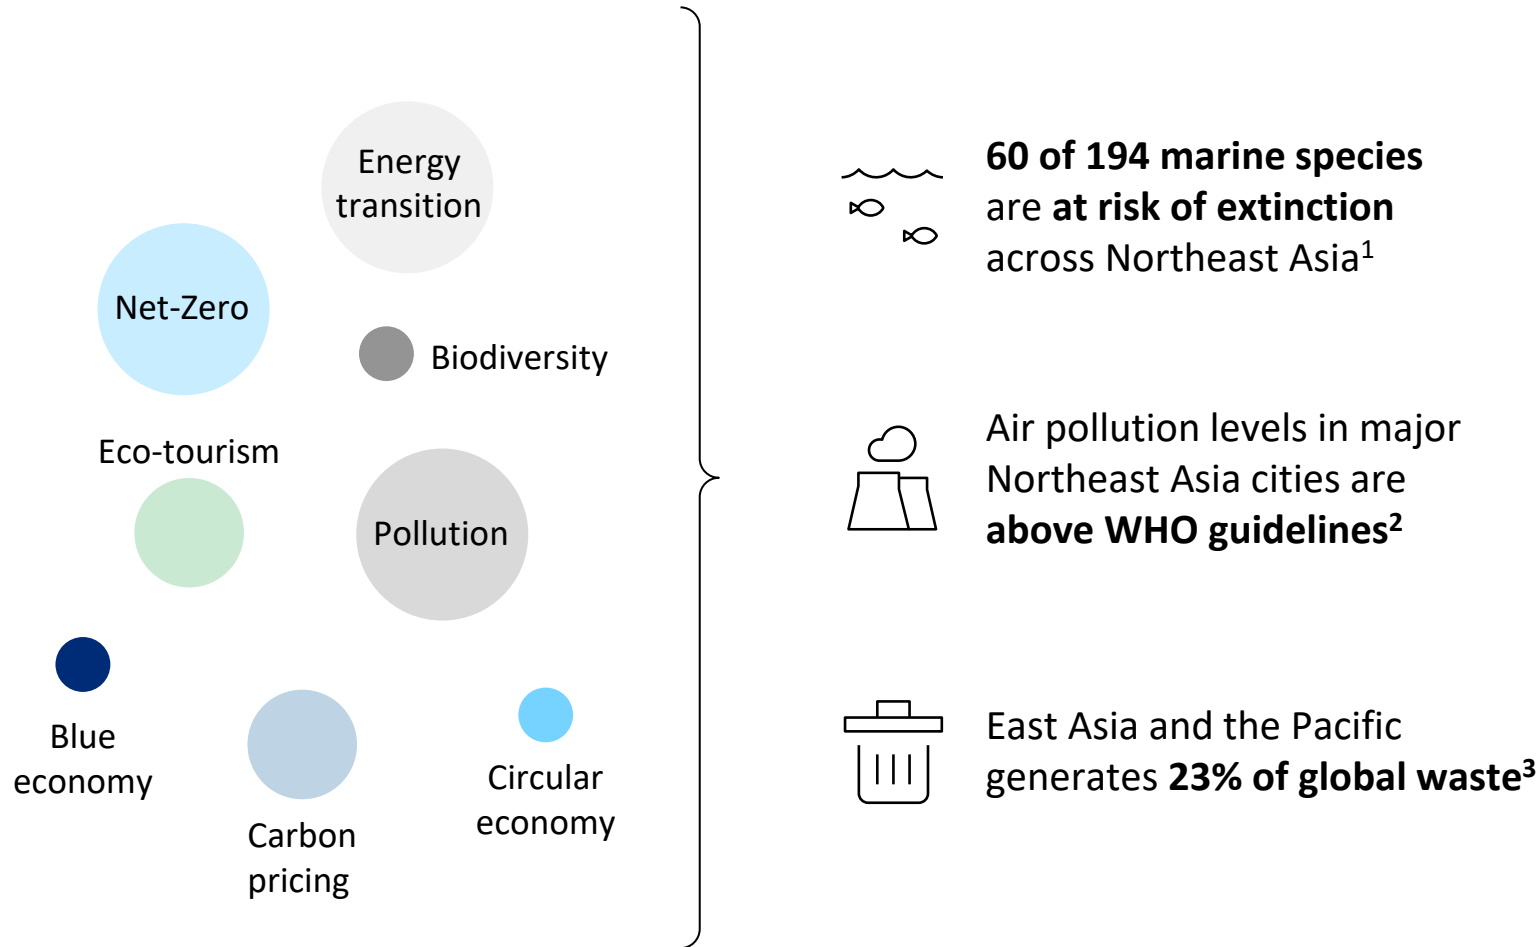 Energy
transition
Net-Zero
Biodiversity
Eco-tourism
Pollution
Blue
economy
Carbon
pricing
Circular
economy
60 of 194 marine species
are at risk of extinction
across Northeast Asia¹
Air pollution levels in major
Northeast Asia cities are
above WHO guidelines²
East Asia and the Pacific
generates 23% of global waste³